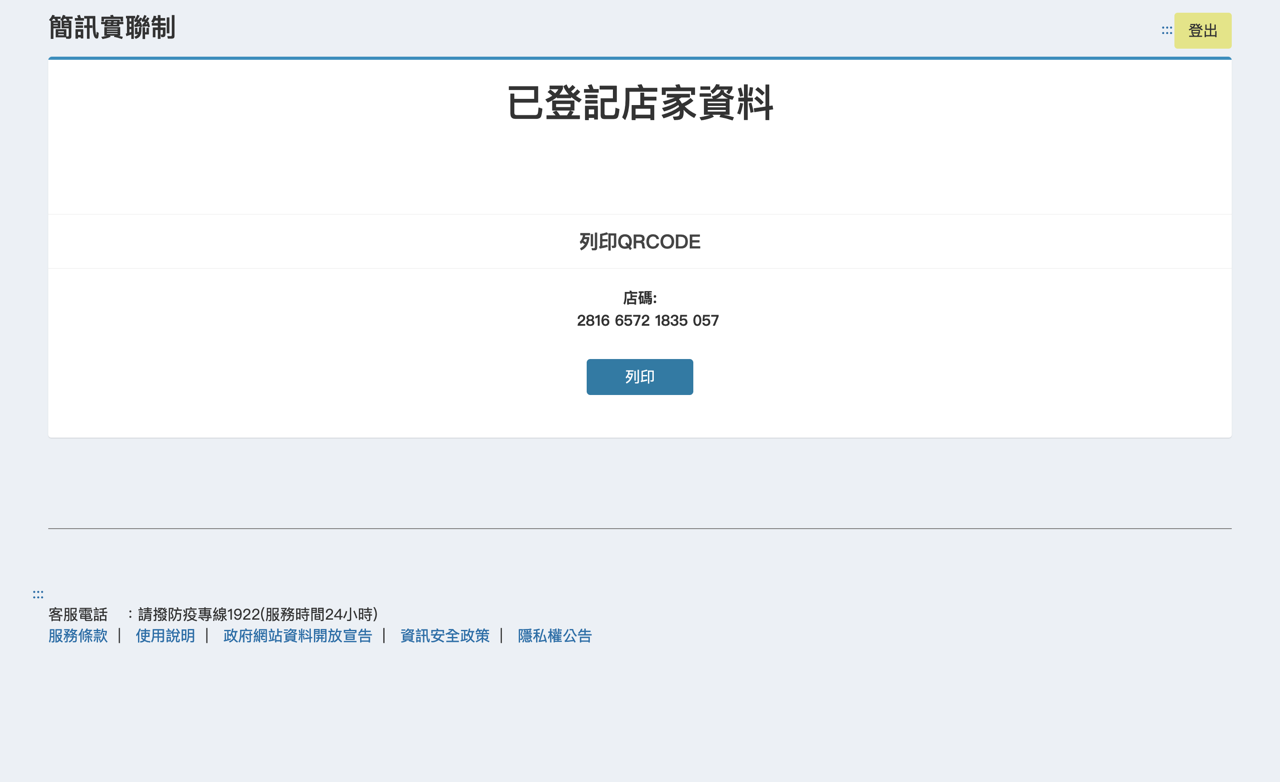 簡訊實聯制
::: 登出
已登記店家資料
列印QRCODE
店碼:
2816 6572 1835 057
列印
:::
客服電話 ：請撥防疫專線1922(服務時間24小時)
服務條款 | 使用說明 | 政府網站資料開放宣告 | 資訊安全政策 | 隱私權公告